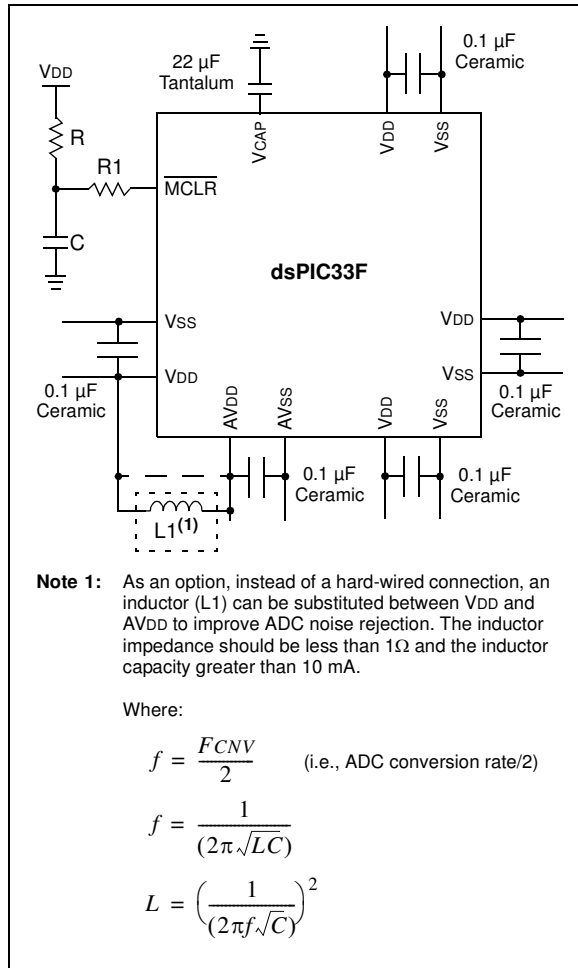 0.1 µF
Ceramic
22 µF
Tantalum
VDD
R
R1
C
VCAP
VDD
VSS
MCLR
dsPIC33F
VSS
VDD
VDD
VSS
0.1 µF
Ceramic
0.1 µF
Ceramic
AVDD
AVSS
VDD
VSS
0.1 µF
Ceramic
0.1 µF
Ceramic
L1(1)
Note 1: As an option, instead of a hard-wired connection, an
inductor (L1) can be substituted between VDD and
AVDD to improve ADC noise rejection. The inductor
impedance should be less than 1Ω and the inductor
capacity greater than 10 mA.
Where:
f = FCNV / 2 (i.e., ADC conversion rate/2)
f = 1 / (2π√LC)
L = (1 / (2πf√C))²